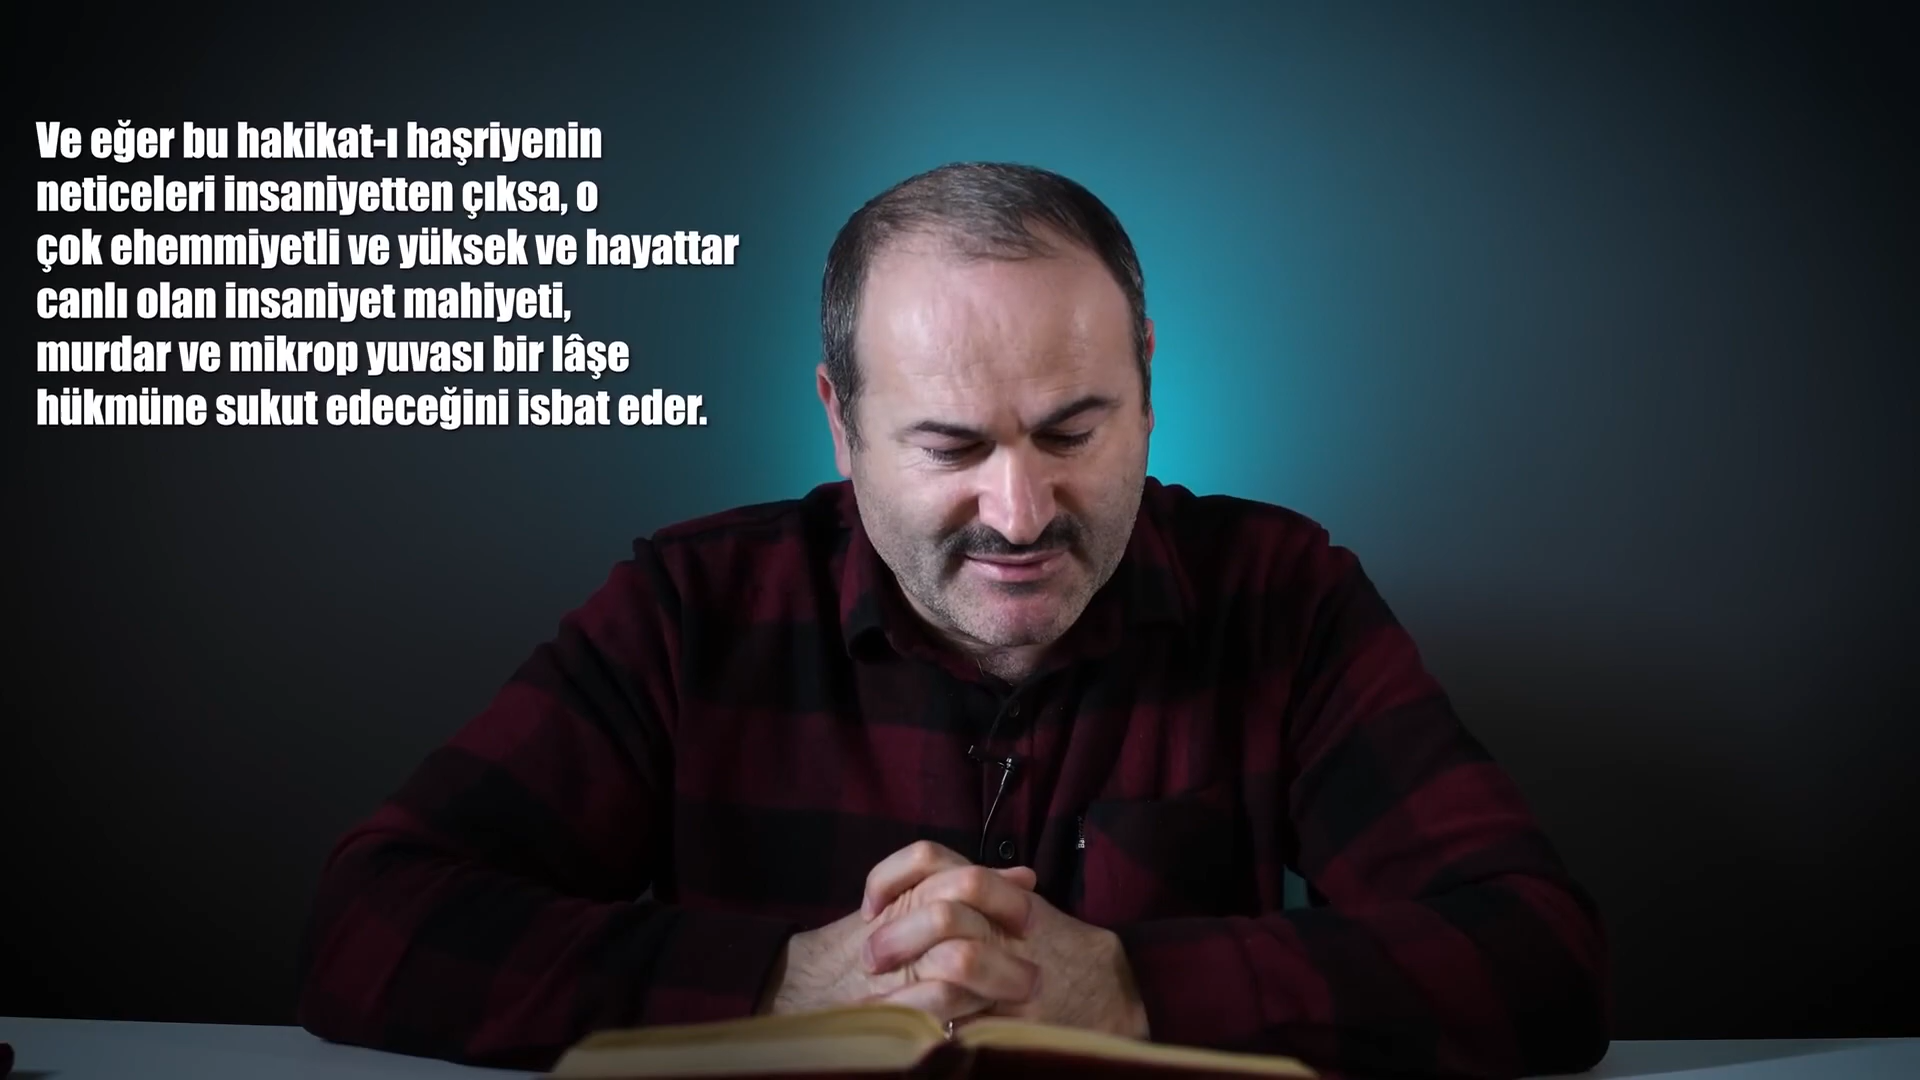 Ve eğer bu hakikat-ı haşriyenin
neticeleri insaniyetten çıksa, o
çok ehemmiyetli ve yüksek ve hayattar
canlı olan insaniyet mahiyeti,
murdar ve mikrop yuvası bir lâşe
hükmüne sukut edeceğini isbat eder.